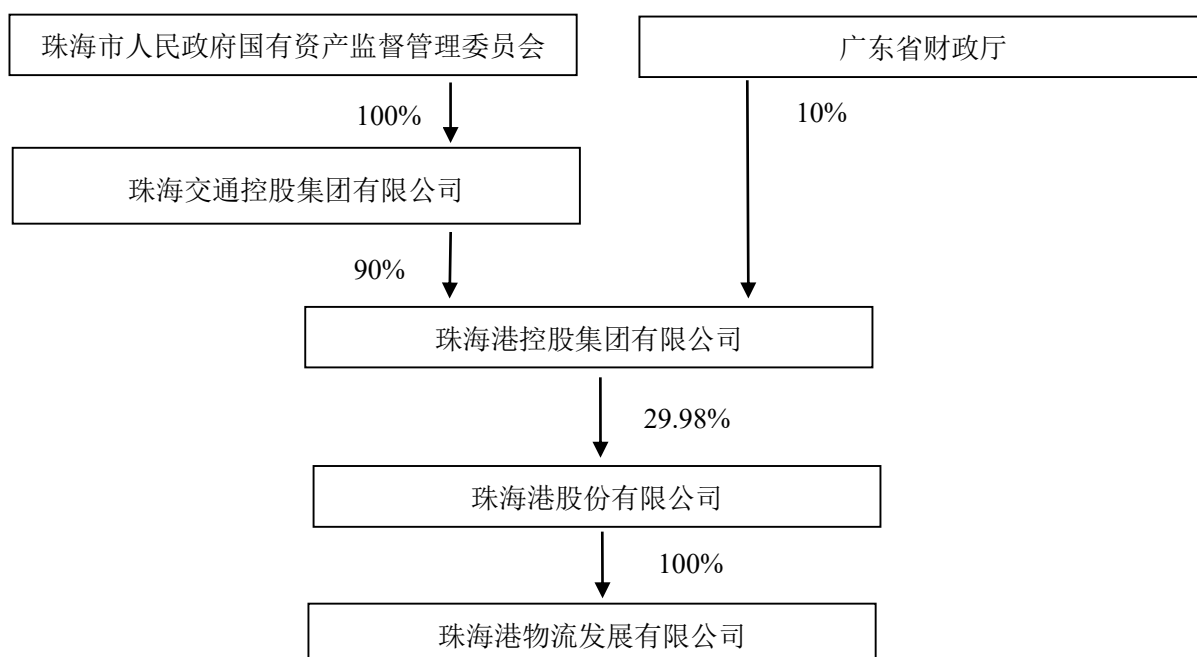 珠海市人民政府国有资产监督管理委员会
广东省财政厅
100%
10%
珠海交通控股集团有限公司
90%
珠海港控股集团有限公司
29.98%
珠海港股份有限公司
100%
珠海港物流发展有限公司